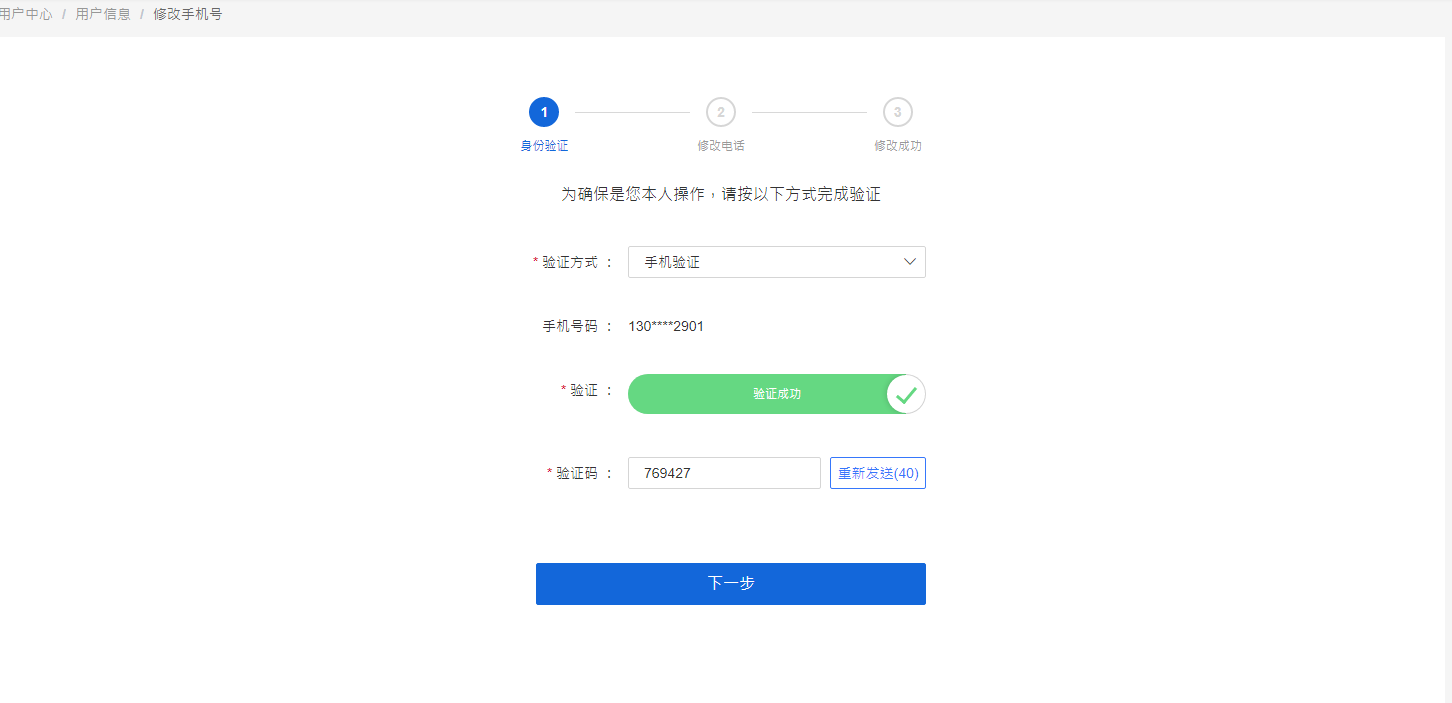 用户中心 / 用户信息 / 修改手机号
1 2 3
身份验证 修改电话 修改成功
为确保是您本人操作，请按以下方式完成验证
* 验证方式 ： 手机验证
手机号码 ： 130****2901
* 验证 ： 验证成功
* 验证码 ： 769427 重新发送(40)
下一步